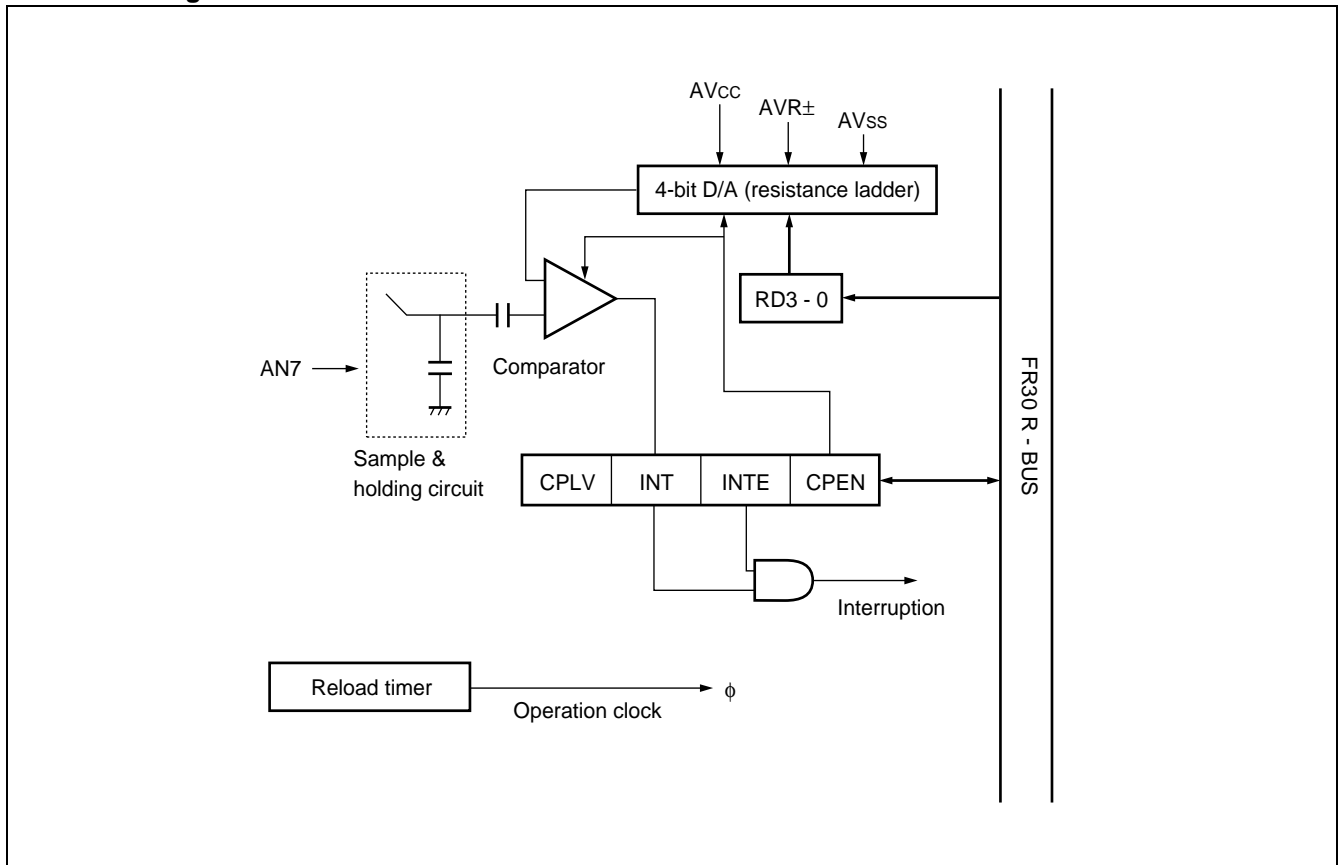 AVCC
AVR±
AVSS
4-bit D/A (resistance ladder)
RD3 - 0
AN7
Comparator
Sample &
holding circuit
CPLV INT INTE CPEN
FR30 R - BUS
Interruption
Reload timer
Operation clock
φ